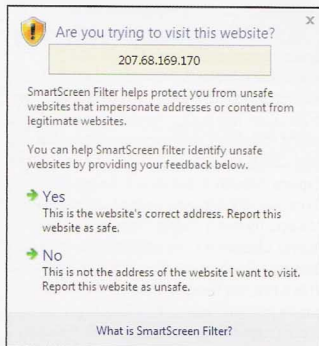 x
Are you trying to visit this website?
207.68.169.170
SmartScreen Filter helps protect you from unsafe
websites that impersonate addresses or content from
legitimate websites.
You can help SmartScreen filter identify unsafe
websites by providing your feedback below.
Yes
This is the website's correct address. Report this
website as safe.
No
This is not the address of the website I want to visit.
Report this website as unsafe.
What is SmartScreen Filter?